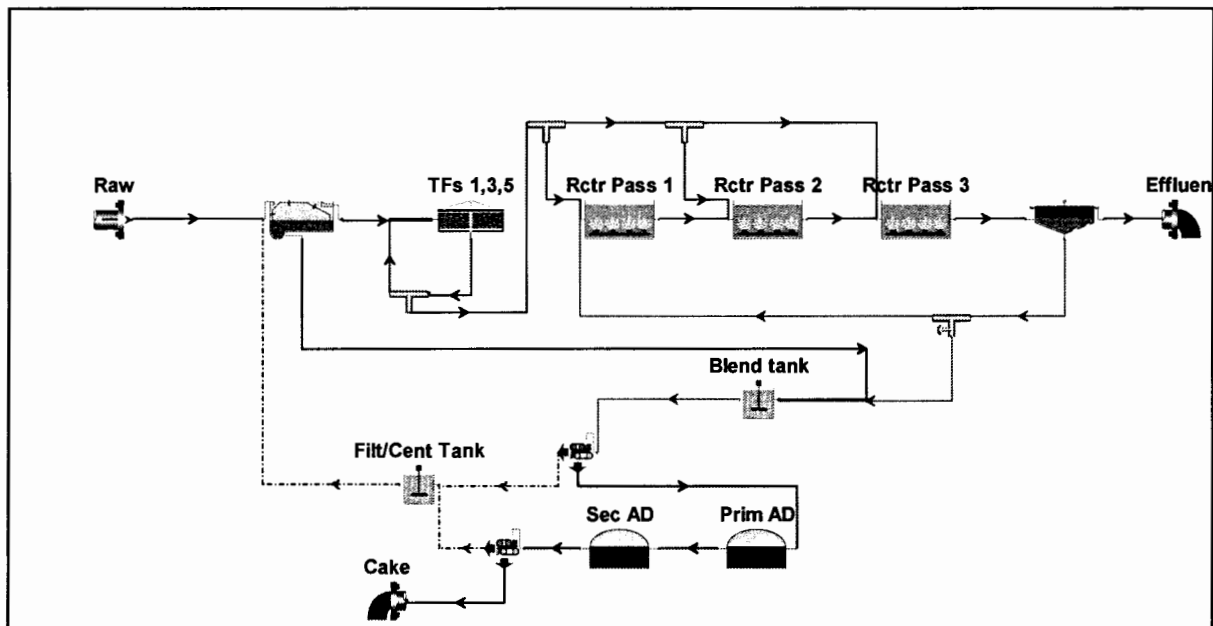 Raw
TFs 1,3,5
Rctr Pass 1
Rctr Pass 2
Rctr Pass 3
Effluen
Blend tank
Filt/Cent Tank
Sec AD
Prim AD
Cake